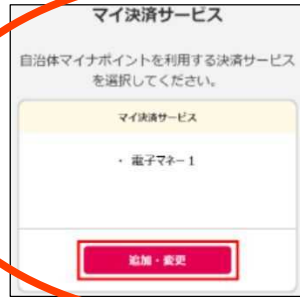 マイ決済サービス
自治体マイナポイントを利用する決済サービス
を選択してください。
マイ決済サービス
・ 電子マネー1
追加・変更